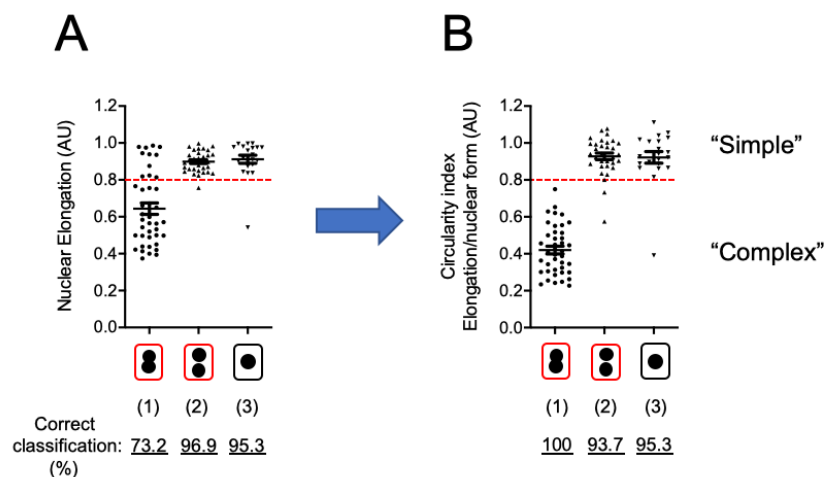 A
Nuclear Elongation (AU)
1.2
1.0
0.8
0.6
0.4
0.2
0.0
(1) (2) (3)
Correct
classification: 73.2 96.9 95.3
(%)
B
Circularity index
Elongation/nuclear form (AU)
1.2
1.0
0.8
0.6
0.4
0.2
0.0
“Simple”
“Complex”
(1) (2) (3)
100 93.7 95.3